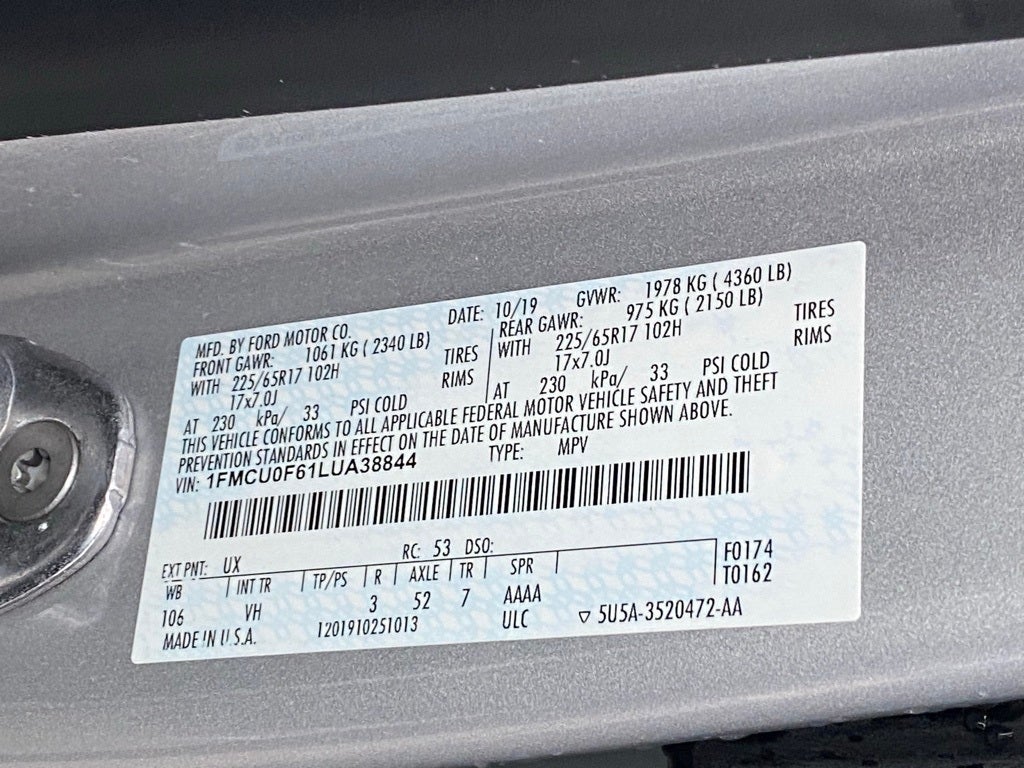 MFD. BY FORD MOTOR CO. DATE: 10/19 GVWR: 1978 KG ( 4360 LB)
FRONT GAWR: 1061 KG ( 2340 LB) REAR GAWR: 975 KG ( 2150 LB)
WITH 225/65R17 102H TIRES WITH 225/65R17 102H TIRES
17x7.0J RIMS 17x7.0J RIMS
AT 230 kPa/ 33 PSI COLD AT 230 kPa/ 33 PSI COLD
THIS VEHICLE CONFORMS TO ALL APPLICABLE FEDERAL MOTOR VEHICLE SAFETY AND THEFT
PREVENTION STANDARDS IN EFFECT ON THE DATE OF MANUFACTURE SHOWN ABOVE.
VIN: 1FMCU0F61LUA38844 TYPE: MPV
EXT PNT: UX RC: 53 DSO: F0174
WB INT TR TP/PS R AXLE TR SPR T0162
106 VH 3 52 7 AAAA
MADE IN U.S.A. 1201910251013 ULC 5U5A-3520472-AA